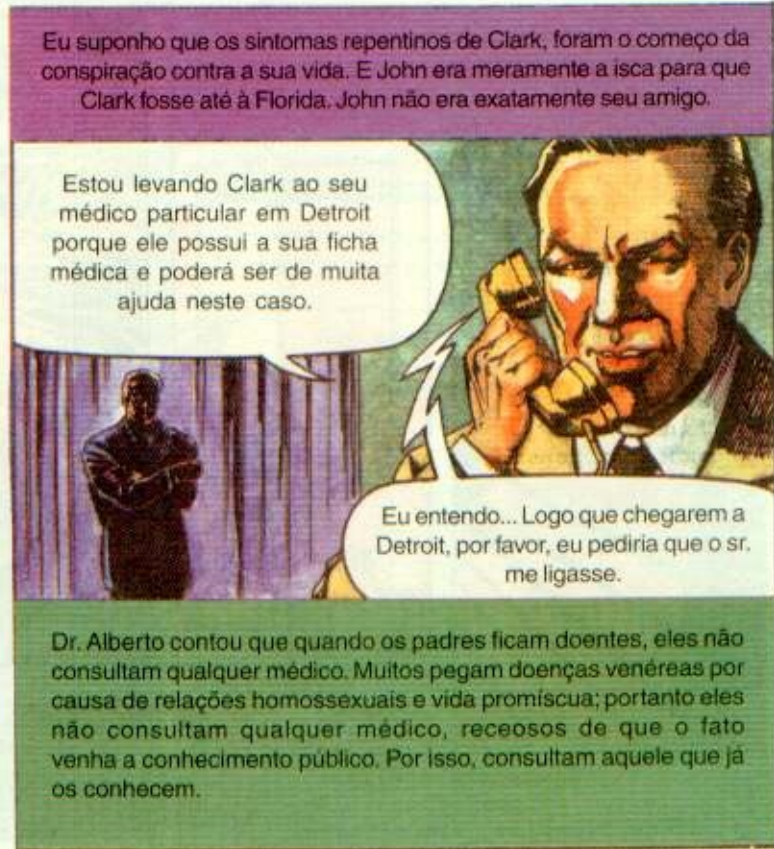 Eu suponho que os sintomas repentinos de Clark, foram o começo da
conspiração contra a sua vida. E John era meramente a isca para que
Clark fosse até à Florida. John não era exatamente seu amigo.
Estou levando Clark ao seu
médico particular em Detroit
porque ele possui a sua ficha
médica e poderá ser de muita
ajuda neste caso.
Eu entendo... Logo que chegarem a
Detroit, por favor, eu pediria que o sr.
me ligasse.
Dr. Alberto contou que quando os padres ficam doentes, eles não
consultam qualquer médico. Muitos pegam doenças venéreas por
causa de relações homossexuais e vida promíscua; portanto eles
não consultam qualquer médico, receosos de que o fato
venha a conhecimento público. Por isso, consultam aquele que já
os conhecem.